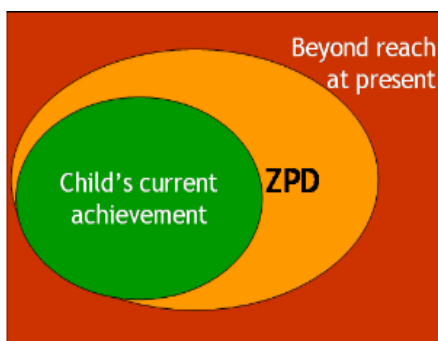 Beyond reach
at present
Child's current
achievement
ZPD